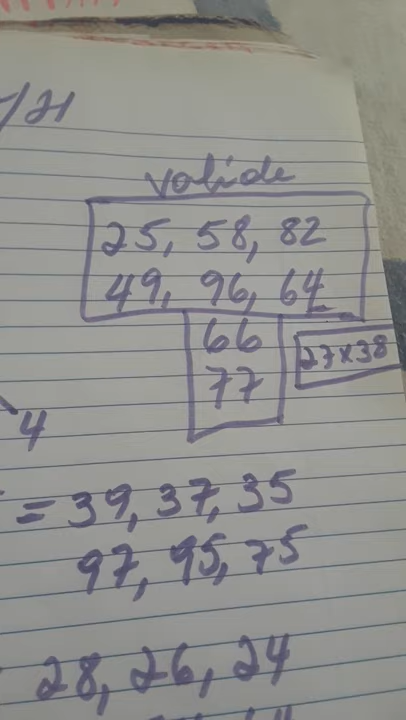 /21
valide
25, 58, 82
49, 96, 64
66
27x38
77
4
= 39, 37, 35
97, 95, 75
28, 26, 24